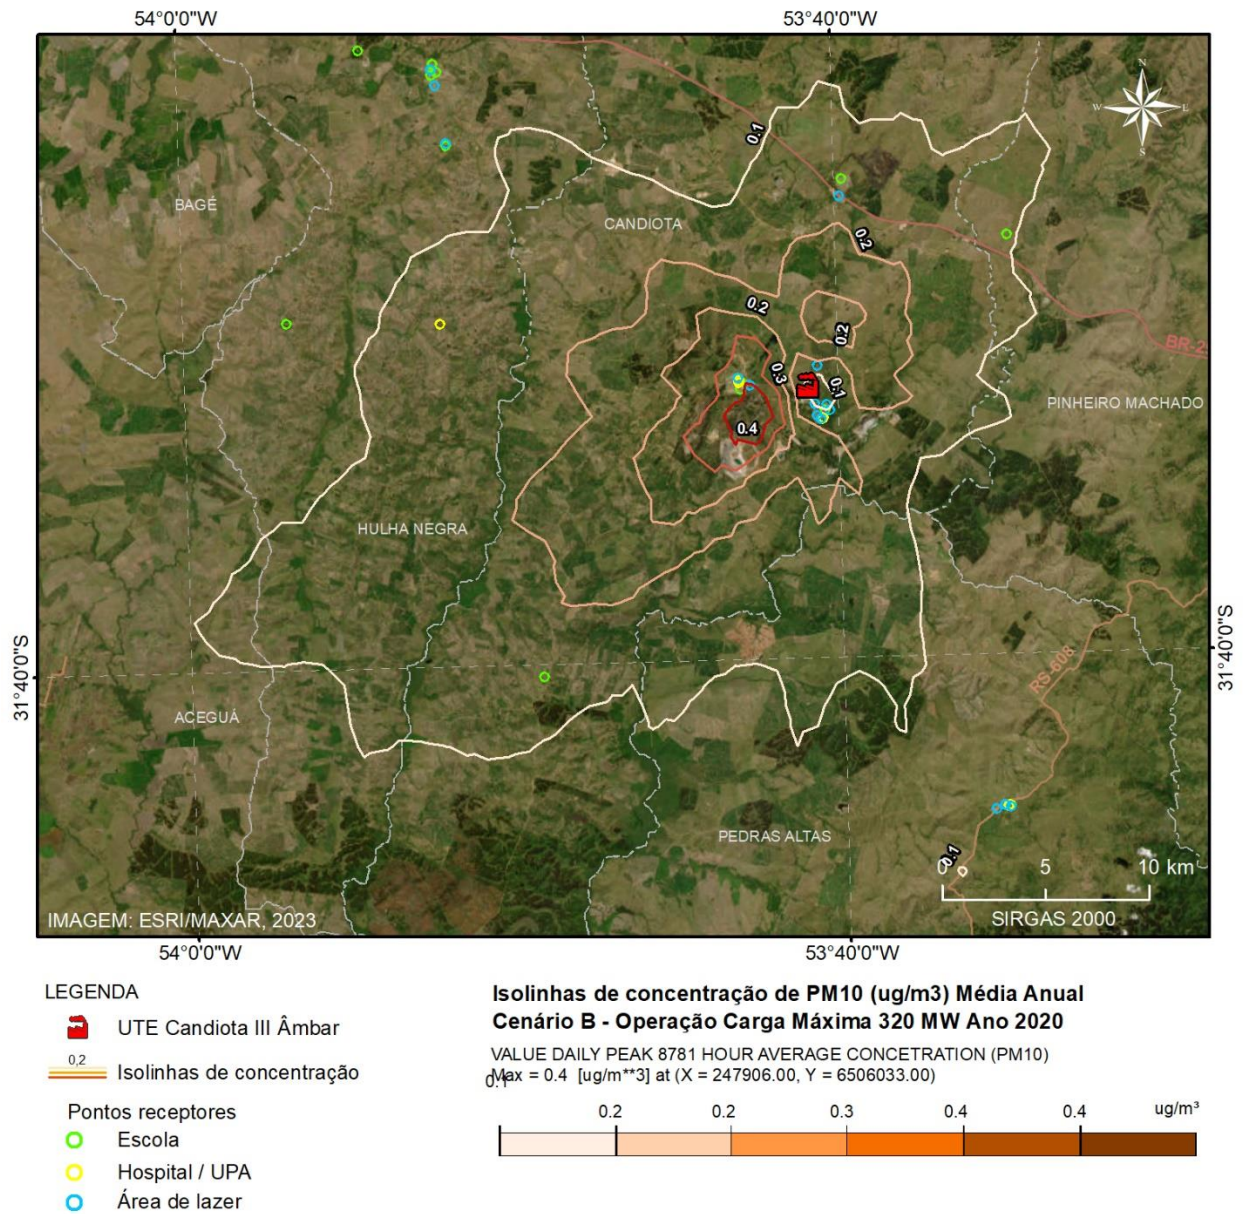 54°0'0"W
53°40'0"W
N
W
E
S
0.1
BAGÉ
CANDIOTA
0.2
0.2
0.2
0.3
0.1
BR-2
PINHEIRO MACHADO
0.4
HULHA NEGRA
31°40'0"S
31°40'0"S
RS-608
ACEGUÁ
PEDRAS ALTAS
0.1
0 5 10 km
IMAGEM: ESRI/MAXAR, 2023
SIRGAS 2000
54°0'0"W
53°40'0"W
LEGENDA
UTE Candiota III Âmbar
0,2
Isolinhas de concentração
Pontos receptores
Escola
Hospital / UPA
Área de lazer
Isolinhas de concentração de PM10 (ug/m3) Média Anual
Cenário B - Operação Carga Máxima 320 MW Ano 2020
VALUE DAILY PEAK 8781 HOUR AVERAGE CONCETRATION (PM10)
Max = 0.4 [ug/m**3] at (X = 247906.00, Y = 6506033.00)
0.1 0.2 0.2 0.3 0.4 0.4 ug/m³